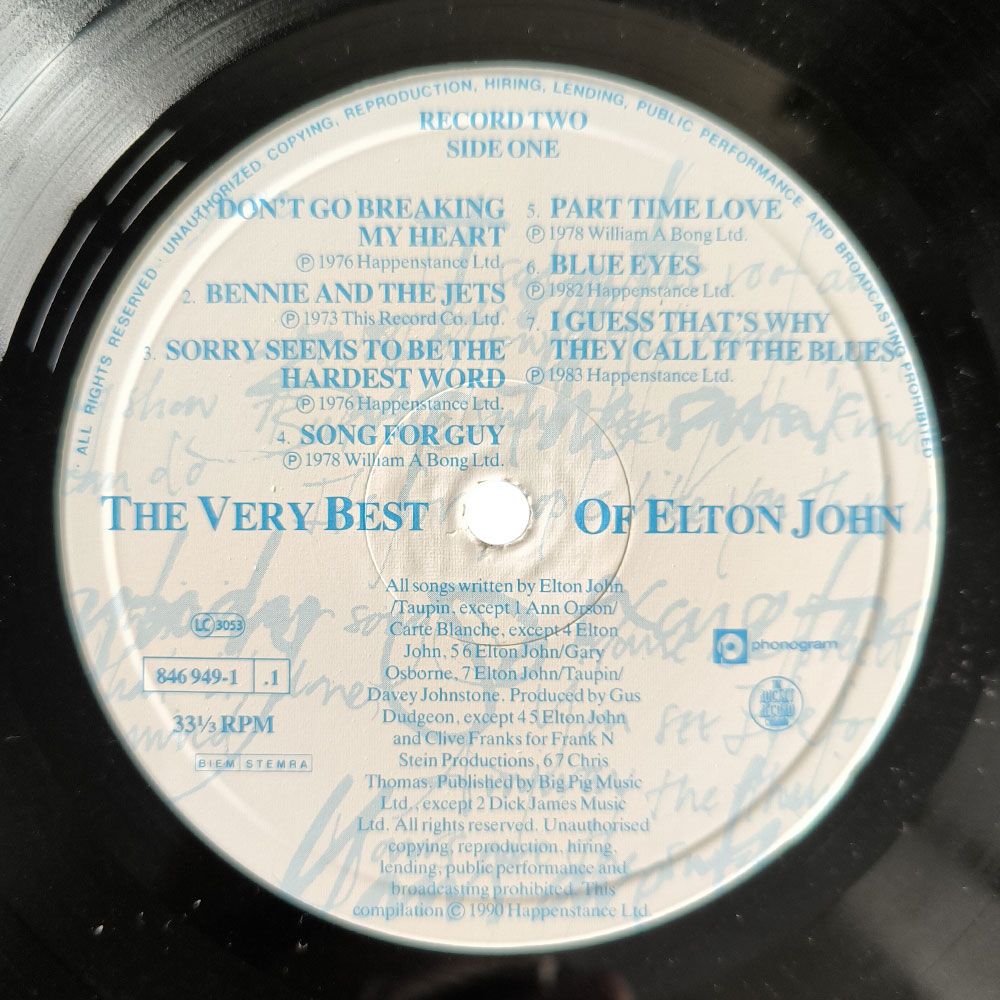 ALL RIGHTS RESERVED · UNAUTHORIZED COPYING, REPRODUCTION, HIRING, LENDING, PUBLIC PERFORMANCE AND BROADCASTING PROHIBITED
RECORD TWO
SIDE ONE
DON'T GO BREAKING
MY HEART
Ⓟ 1976 Happenstance Ltd.
2. BENNIE AND THE JETS
Ⓟ 1973 This Record Co. Ltd.
3. SORRY SEEMS TO BE THE
HARDEST WORD
Ⓟ 1976 Happenstance Ltd.
4. SONG FOR GUY
Ⓟ 1978 William A Bong Ltd.
5. PART TIME LOVE
Ⓟ 1978 William A Bong Ltd.
6. BLUE EYES
Ⓟ 1982 Happenstance Ltd.
7. I GUESS THAT'S WHY
THEY CALL IT THE BLUES
Ⓟ 1983 Happenstance Ltd.
THE VERY BEST OF ELTON JOHN
All songs written by Elton John
/Taupin, except 1 Ann Orson/
Carte Blanche, except 4 Elton
John, 5 6 Elton John/Gary
Osborne, 7 Elton John/Taupin/
Davey Johnstone. Produced by Gus
Dudgeon, except 4 5 Elton John
and Clive Franks for Frank N
Stein Productions, 6 7 Chris
Thomas. Published by Big Pig Music
Ltd., except 2 Dick James Music
Ltd. All rights reserved. Unauthorised
copying, reproduction, hiring,
lending, public performance and
broadcasting prohibited. This
compilation © 1990 Happenstance Ltd.
LC 3053
846 949-1 .1
33⅓ RPM
BIEM STEMRA
phonogram